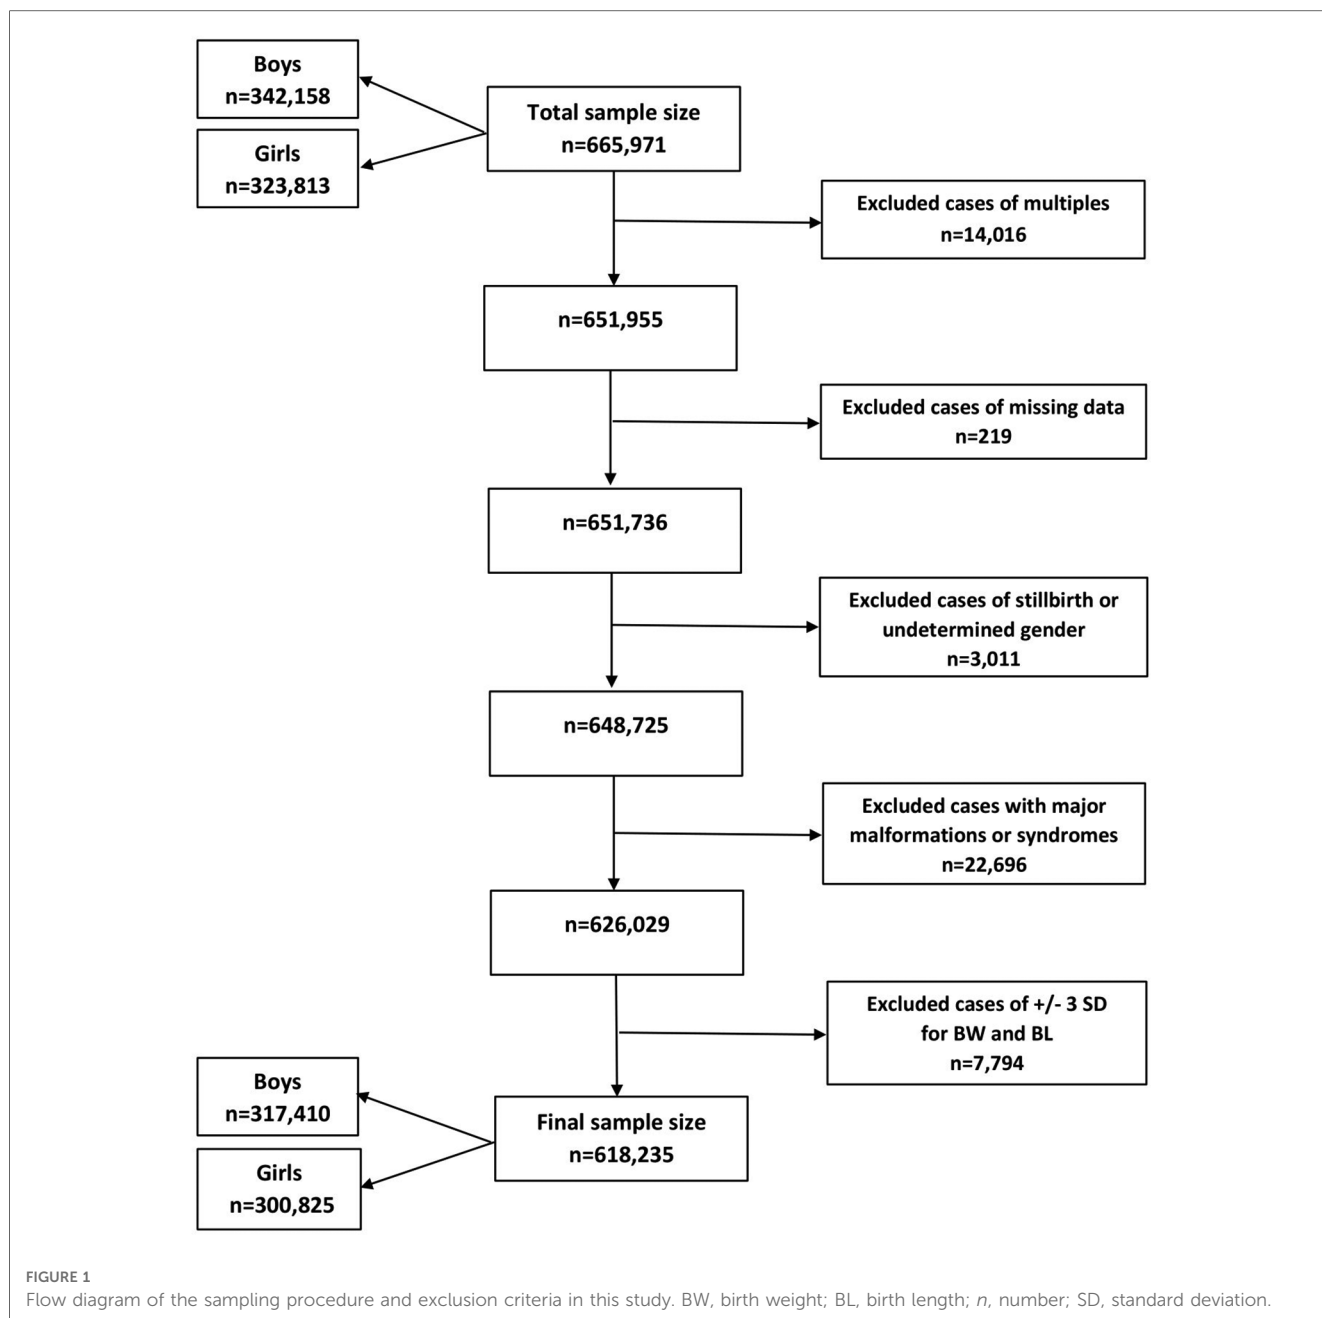 Boys
n=342,158
Total sample size
n=665,971
Girls
n=323,813
Excluded cases of multiples
n=14,016
n=651,955
Excluded cases of missing data
n=219
n=651,736
Excluded cases of stillbirth or
undetermined gender
n=3,011
n=648,725
Excluded cases with major
malformations or syndromes
n=22,696
n=626,029
Excluded cases of +/- 3 SD
for BW and BL
n=7,794
Boys
n=317,410
Final sample size
n=618,235
Girls
n=300,825
FIGURE 1
Flow diagram of the sampling procedure and exclusion criteria in this study. BW, birth weight; BL, birth length; n, number; SD, standard deviation.